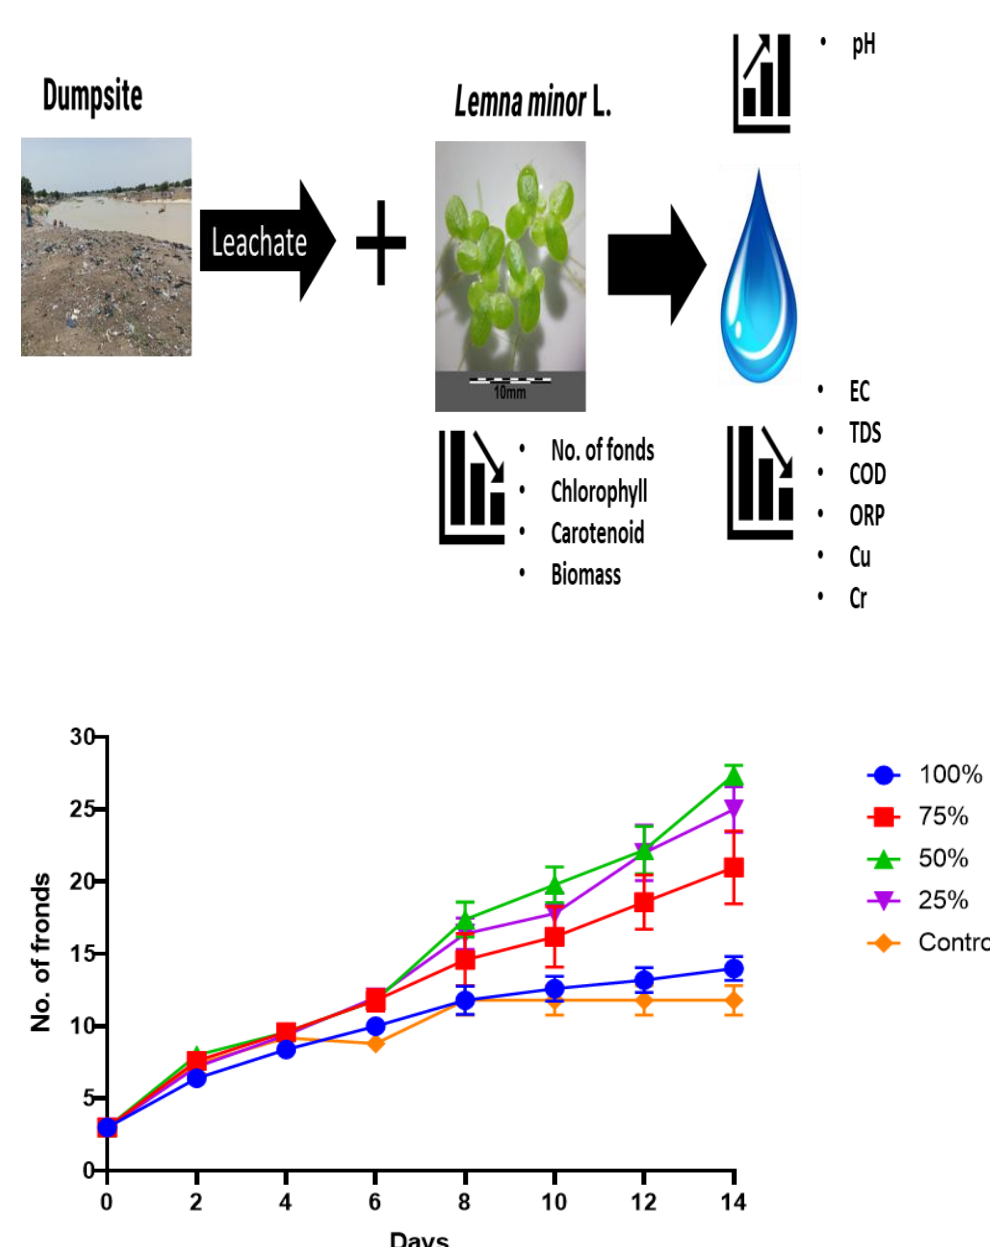 pH
Dumpsite
Lemna minor L.
Leachate
10mm
EC
TDS
COD
ORP
Cu
Cr
No. of fonds
Chlorophyll
Carotenoid
Biomass
30
25
20
15
10
5
0
No. of fronds
0 2 4 6 8 10 12 14
Days
100%
75%
50%
25%
Contro